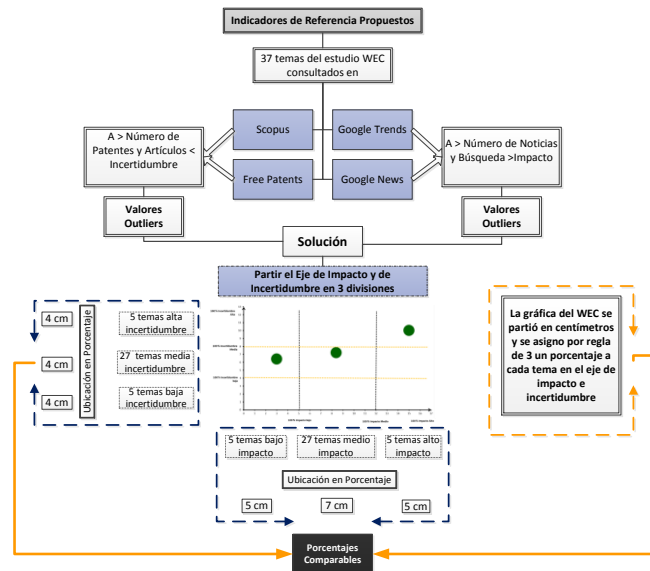 Indicadores de Referencia Propuestos
37 temas del estudio WEC
consultados en
Scopus
Google Trends
A > Número de
Patentes y Artículos <
Incertidumbre
A > Número de Noticias
y Búsqueda >Impacto
Free Patents
Google News
Valores
Outliers
Valores
Outliers
Solución
Partir el Eje de Impacto y de
Incertidumbre en 3 divisiones
4 cm
4 cm
4 cm
Ubicación en Porcentaje
5 temas alta
incertidumbre
27 temas media
incertidumbre
5 temas baja
incertidumbre
La gráfica del WEC se
partió en centímetros
y se asigno por regla
de 3 un porcentaje a
cada tema en el eje de
impacto e
incertidumbre
5 temas bajo
impacto
27 temas medio
impacto
5 temas alto
impacto
Ubicación en Porcentaje
5 cm
7 cm
5 cm
Porcentajes
Comparables